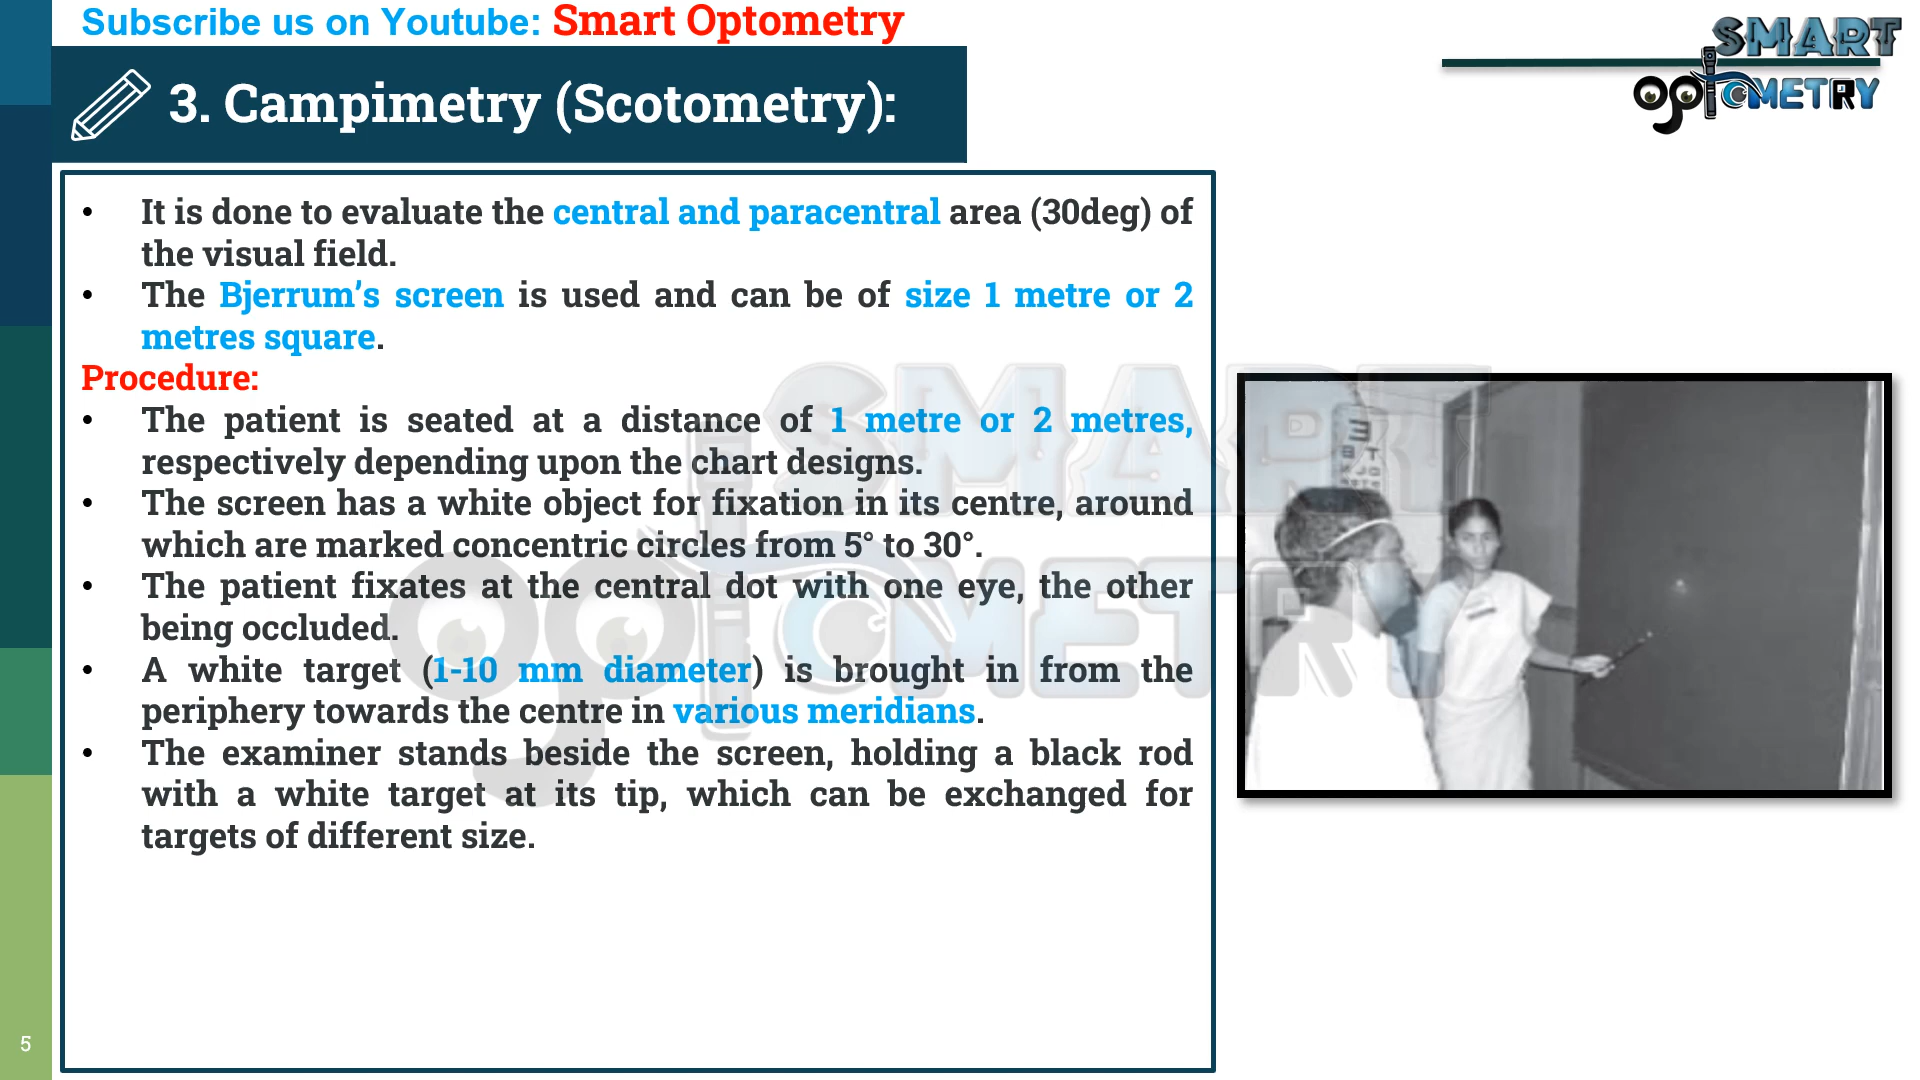 Subscribe us on Youtube: Smart Optometry
SMART
OptOMETRY
3. Campimetry (Scotometry):
• It is done to evaluate the central and paracentral area (30deg) of
the visual field.
• The Bjerrum’s screen is used and can be of size 1 metre or 2
metres square.
Procedure:
• The patient is seated at a distance of 1 metre or 2 metres,
respectively depending upon the chart designs.
• The screen has a white object for fixation in its centre, around
which are marked concentric circles from 5° to 30°.
• The patient fixates at the central dot with one eye, the other
being occluded.
• A white target (1-10 mm diameter) is brought in from the
periphery towards the centre in various meridians.
• The examiner stands beside the screen, holding a black rod
with a white target at its tip, which can be exchanged for
targets of different size.
SMART
OptOMETRY
5